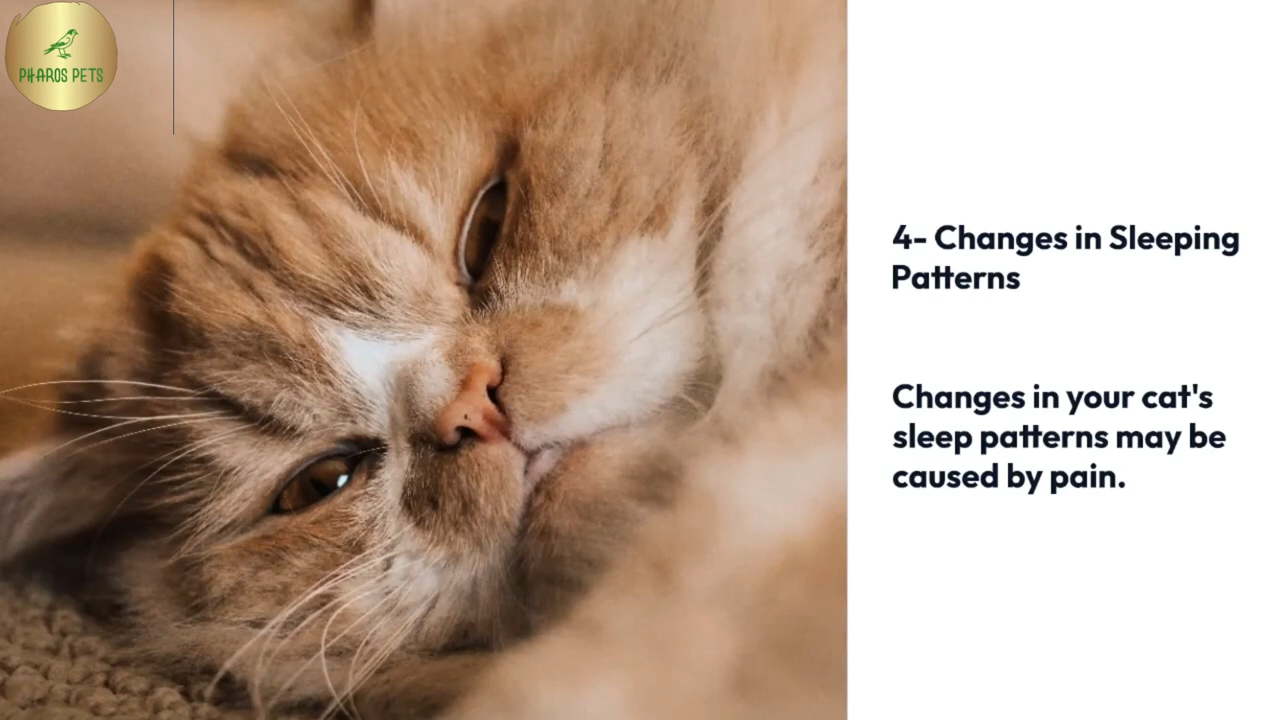 PHAROS PETS
4- Changes in Sleeping
Patterns
Changes in your cat's
sleep patterns may be
caused by pain.